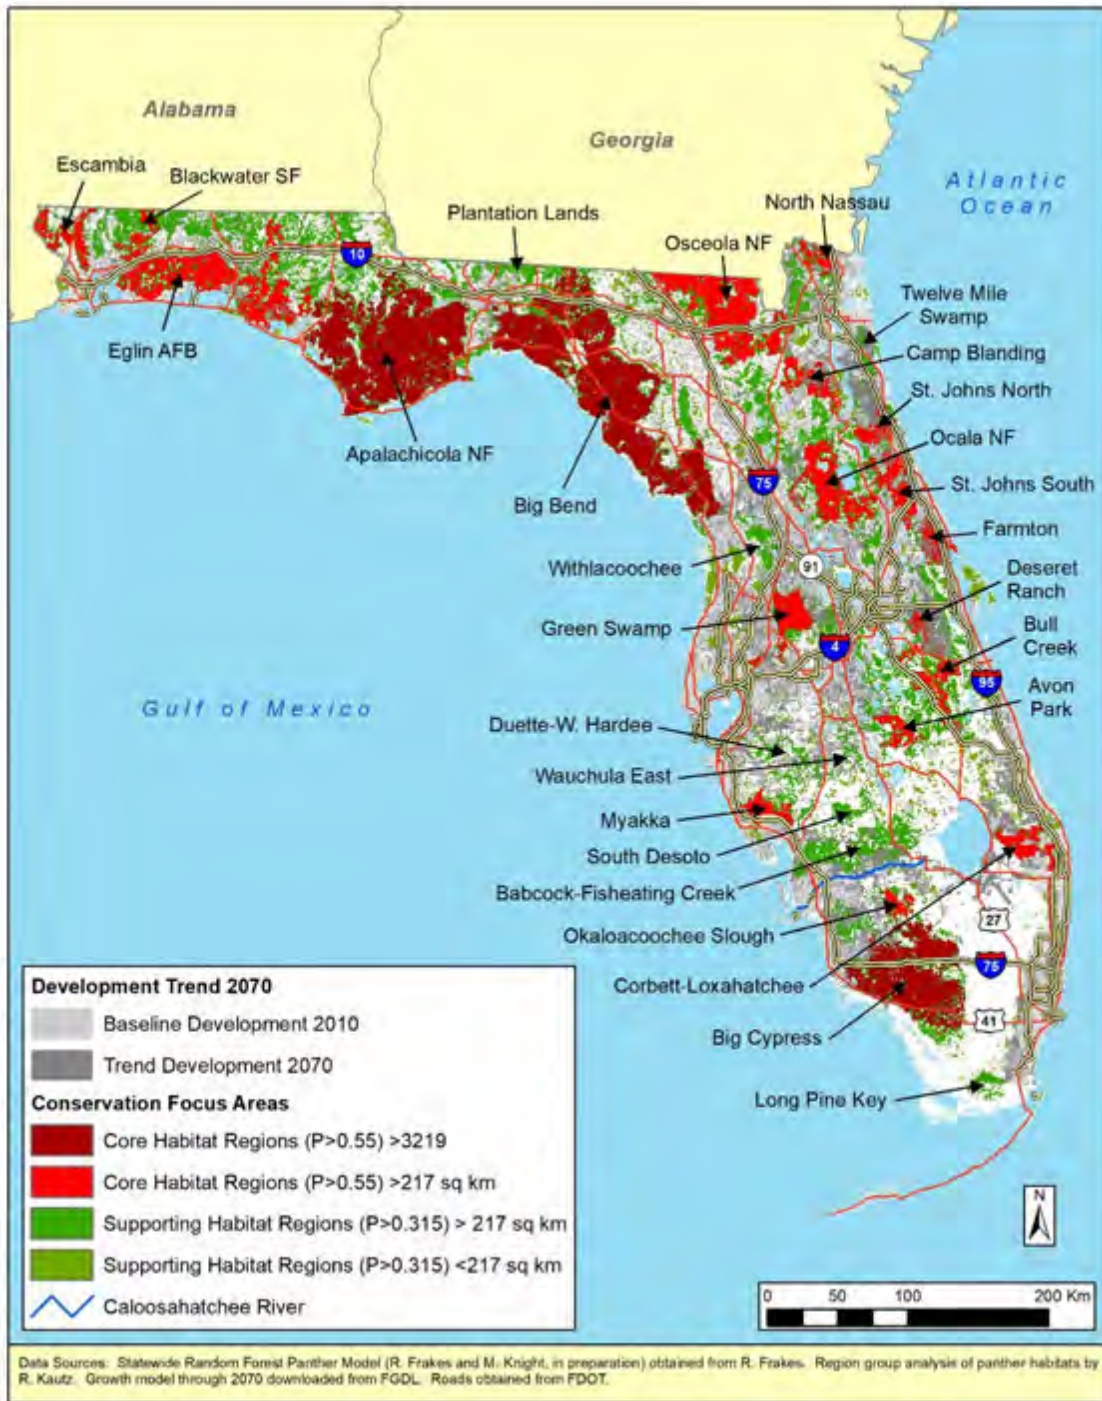 Alabama
Georgia
Escambia
Blackwater SF
Plantation Lands
North Nassau
Osceola NF
Atlantic
Ocean
10
Twelve Mile
Swamp
Eglin AFB
Camp Blanding
St. Johns North
Apalachicola NF
Ocala NF
Big Bend
75
St. Johns South
Farmton
Withlacoochee
91
Deseret
Ranch
Green Swamp
4
Bull
Creek
95
Avon
Park
Gulf of Mexico
Duette-W. Hardee
Wauchula East
Myakka
South Desoto
Babcock-Fisheating Creek
Okaloacoochee Slough
27
75
Corbett-Loxahatchee
41
Big Cypress
Long Pine Key
Development Trend 2070
Baseline Development 2010
Trend Development 2070
Conservation Focus Areas
Core Habitat Regions (P>0.55) >3219
Core Habitat Regions (P>0.55) >217 sq km
Supporting Habitat Regions (P>0.315) > 217 sq km
Supporting Habitat Regions (P>0.315) <217 sq km
Caloosahatchee River
N
0 50 100 200 Km
Data Sources: Statewide Random Forest Panther Model (R. Frakes and M. Knight, in preparation) obtained from R. Frakes. Region group analysis of panther habitats by
R. Kautz. Growth model through 2070 downloaded from FGDL. Roads obtained from FDOT.